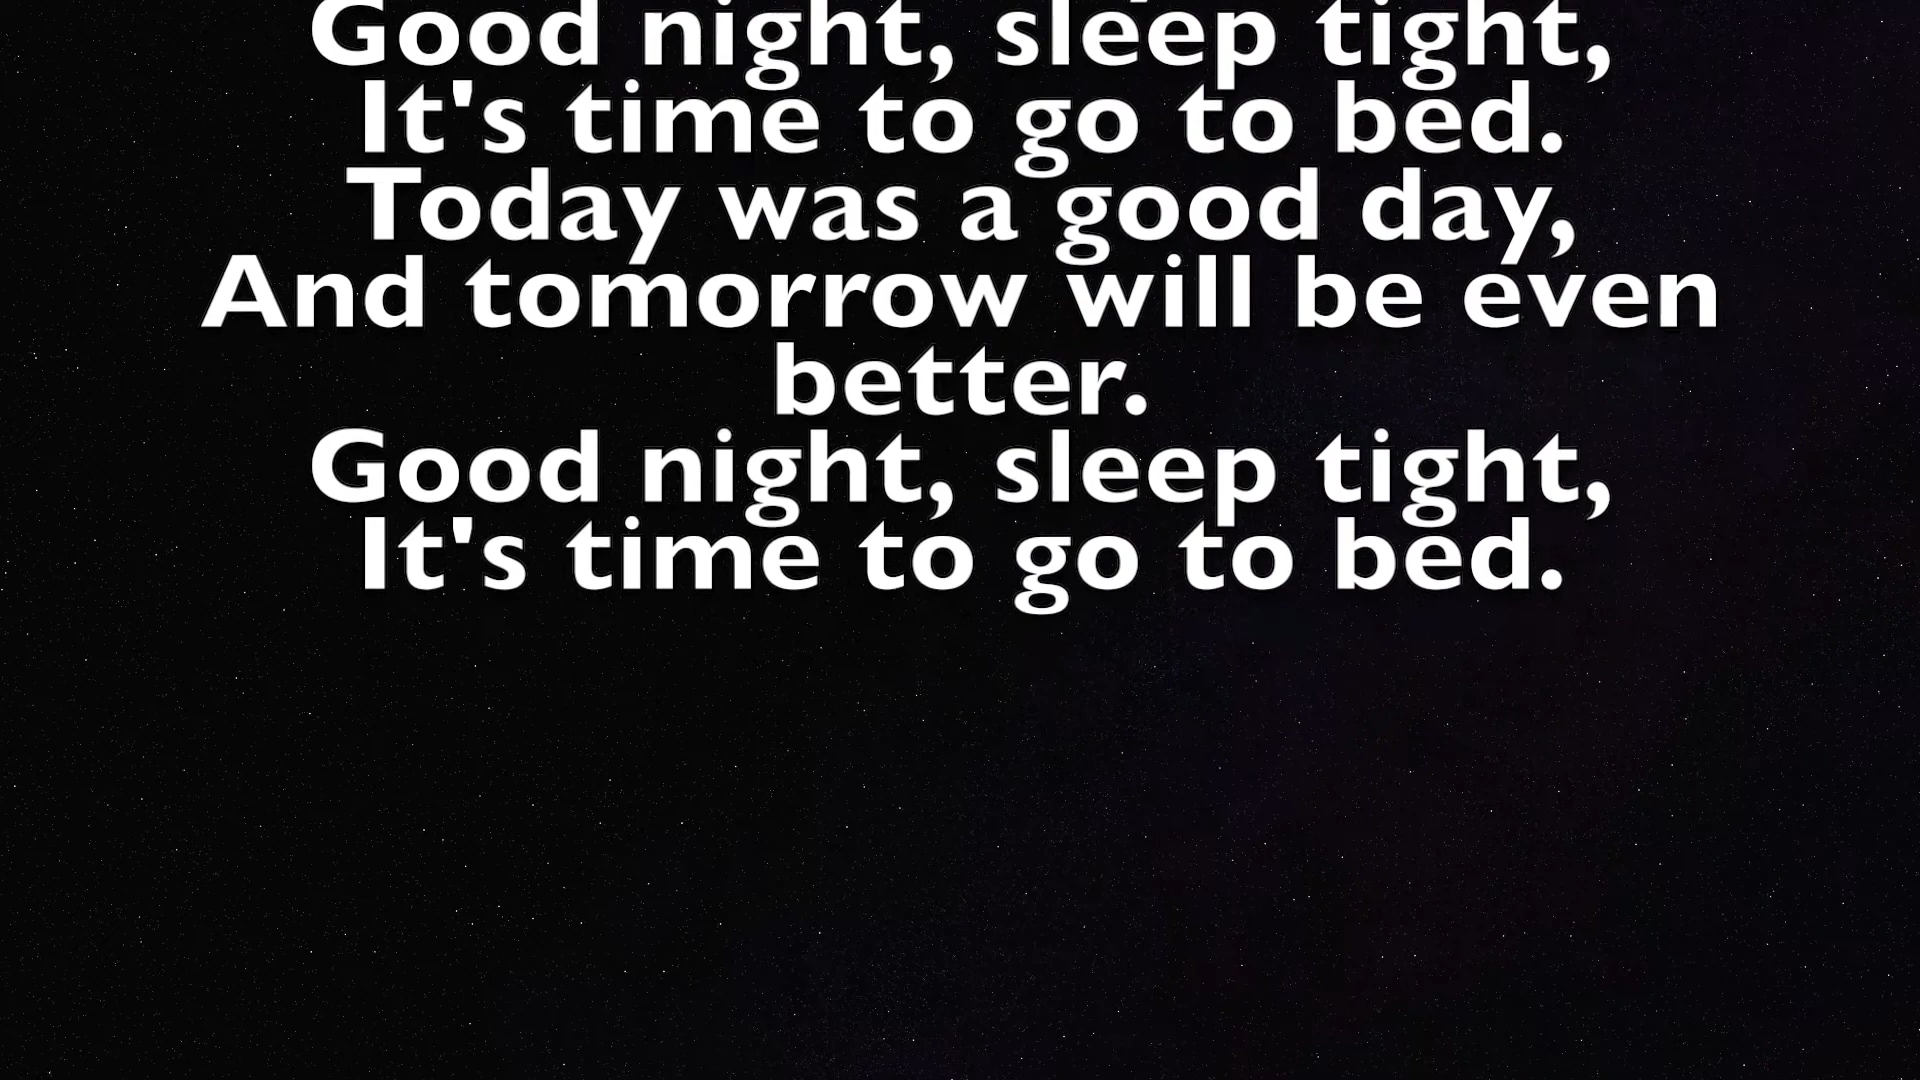 Good night, sleep tight,
It's time to go to bed.
Today was a good day,
And tomorrow will be even
better.
Good night, sleep tight,
It's time to go to bed.